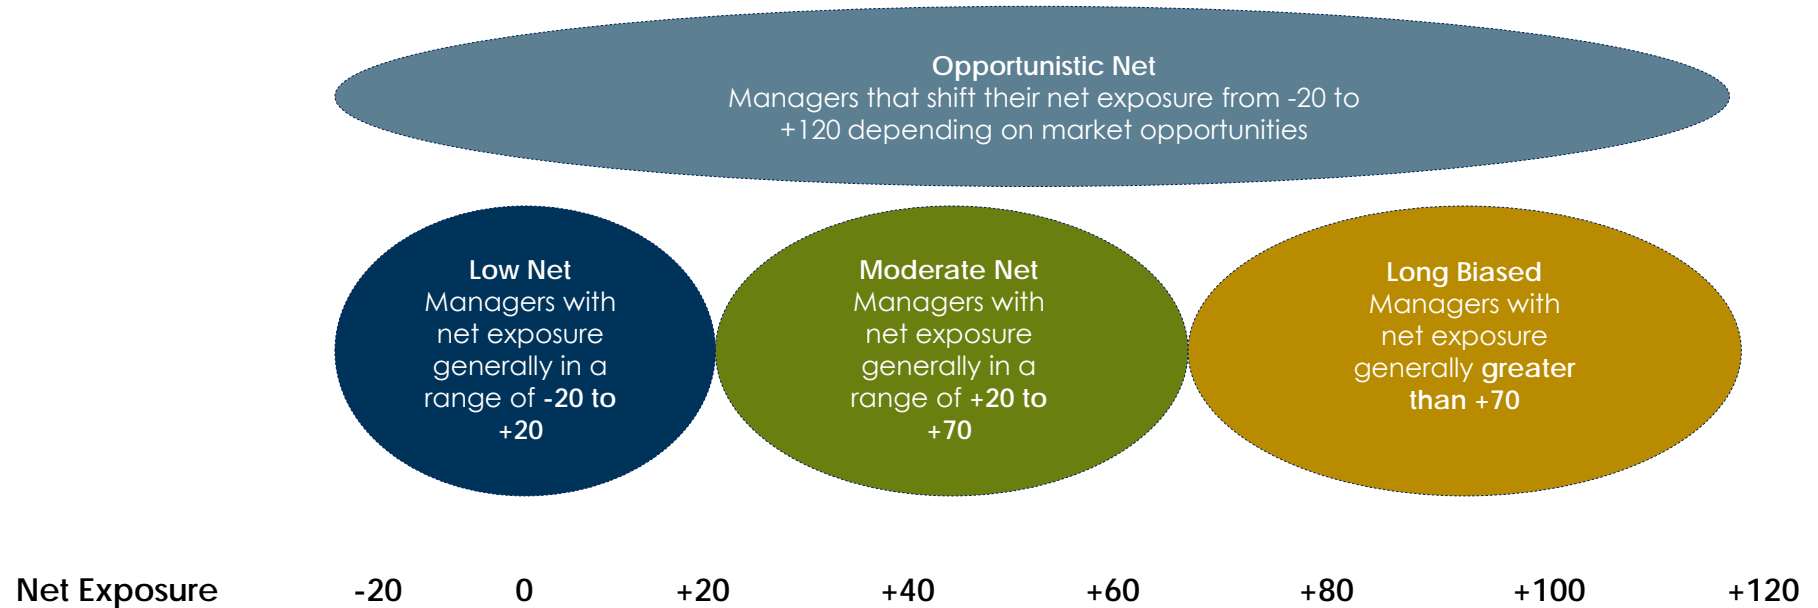 Opportunistic Net
Managers that shift their net exposure from -20 to
+120 depending on market opportunities
Low Net
Managers with
net exposure
generally in a
range of -20 to
+20
Moderate Net
Managers with
net exposure
generally in a
range of +20 to
+70
Long Biased
Managers with
net exposure
generally greater
than +70
Net Exposure -20 0 +20 +40 +60 +80 +100 +120